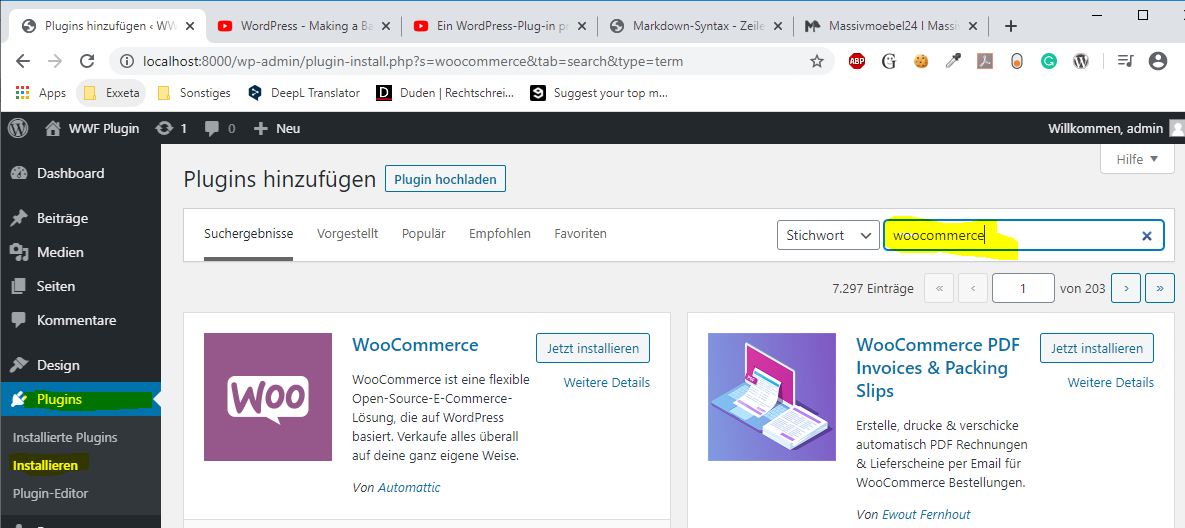 Plugins hinzufügen ‹ WW
WordPress - Making a Ba
Ein WordPress-Plug-in pr
Markdown-Syntax - Zeile
Massivmoebel24 I Massiv
localhost:8000/wp-admin/plugin-install.php?s=woocommerce&tab=search&type=term
ABP
Apps
Exxeta
Sonstiges
DeepL Translator
Duden | Rechtschrei...
Suggest your top m...
WWF Plugin
1
0
Neu
Willkommen, admin
Dashboard
Beiträge
Medien
Seiten
Kommentare
Design
Plugins
Installierte Plugins
Installieren
Plugin-Editor
Hilfe
Plugins hinzufügen
Plugin hochladen
Suchergebnisse
Vorgestellt
Populär
Empfohlen
Favoriten
Stichwort
woocommerce
7.297 Einträge
«
‹
1
von 203
›
»
WOO
WooCommerce
Jetzt installieren
Weitere Details
WooCommerce ist eine flexible
Open-Source-E-Commerce-
Lösung, die auf WordPress
basiert. Verkaufe alles überall
auf deine ganz eigene Weise.
Von Automattic
WooCommerce PDF
Invoices & Packing
Slips
Jetzt installieren
Weitere Details
Erstelle, drucke & verschicke
automatisch PDF Rechnungen
& Lieferscheine per Email für
WooCommerce Bestellungen.
Von Ewout Fernhout